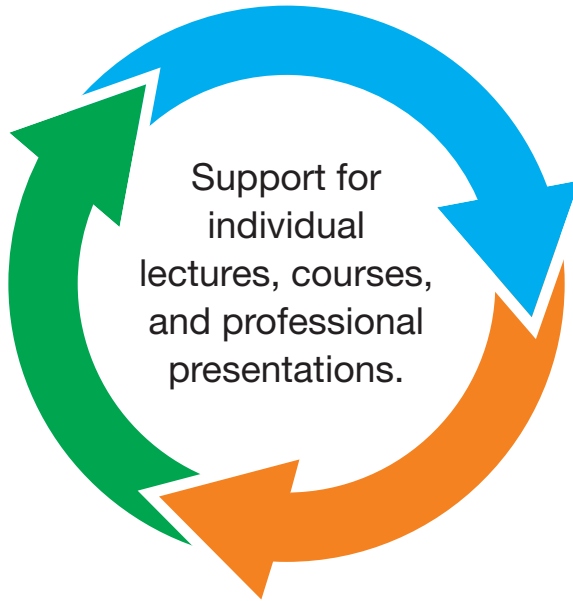 Support for
individual
lectures, courses,
and professional
presentations.